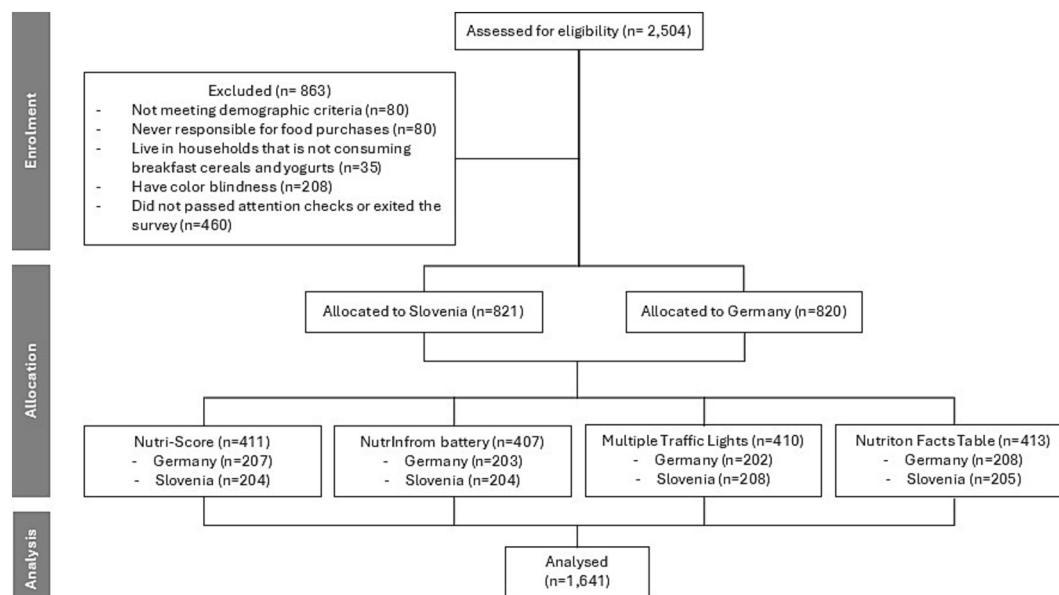 Enrolment
Assessed for eligibility (n= 2,504)
Excluded (n= 863)
- Not meeting demographic criteria (n=80)
- Never responsible for food purchases (n=80)
- Live in households that is not consuming
breakfast cereals and yogurts (n=35)
- Have color blindness (n=208)
- Did not passed attention checks or exited the
survey (n=460)
Allocation
Allocated to Slovenia (n=821)
Allocated to Germany (n=820)
Nutri-Score (n=411)
- Germany (n=207)
- Slovenia (n=204)
NutrInfrom battery (n=407)
- Germany (n=203)
- Slovenia (n=204)
Multiple Traffic Lights (n=410)
- Germany (n=202)
- Slovenia (n=208)
Nutriton Facts Table (n=413)
- Germany (n=208)
- Slovenia (n=205)
Analysis
Analysed
(n=1,641)